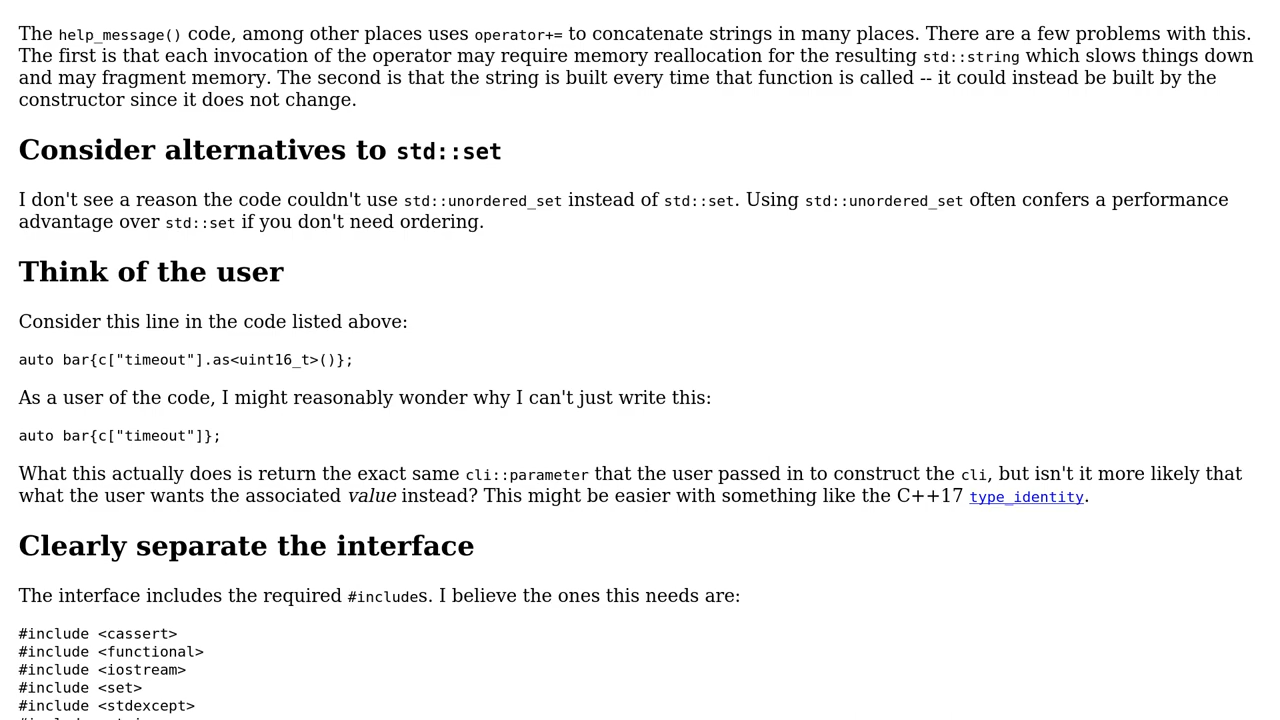 The help_message() code, among other places uses operator+= to concatenate strings in many places. There are a few problems with this.
The first is that each invocation of the operator may require memory reallocation for the resulting std::string which slows things down
and may fragment memory. The second is that the string is built every time that function is called -- it could instead be built by the
constructor since it does not change.
Consider alternatives to std::set
I don't see a reason the code couldn't use std::unordered_set instead of std::set. Using std::unordered_set often confers a performance
advantage over std::set if you don't need ordering.
Think of the user
Consider this line in the code listed above:
auto bar{c["timeout"].as<uint16_t>()};
As a user of the code, I might reasonably wonder why I can't just write this:
auto bar{c["timeout"]};
What this actually does is return the exact same cli::parameter that the user passed in to construct the cli, but isn't it more likely that
what the user wants the associated value instead? This might be easier with something like the C++17 type_identity.
Clearly separate the interface
The interface includes the required #includes. I believe the ones this needs are:
#include <cassert>
#include <functional>
#include <iostream>
#include <set>
#include <stdexcept>